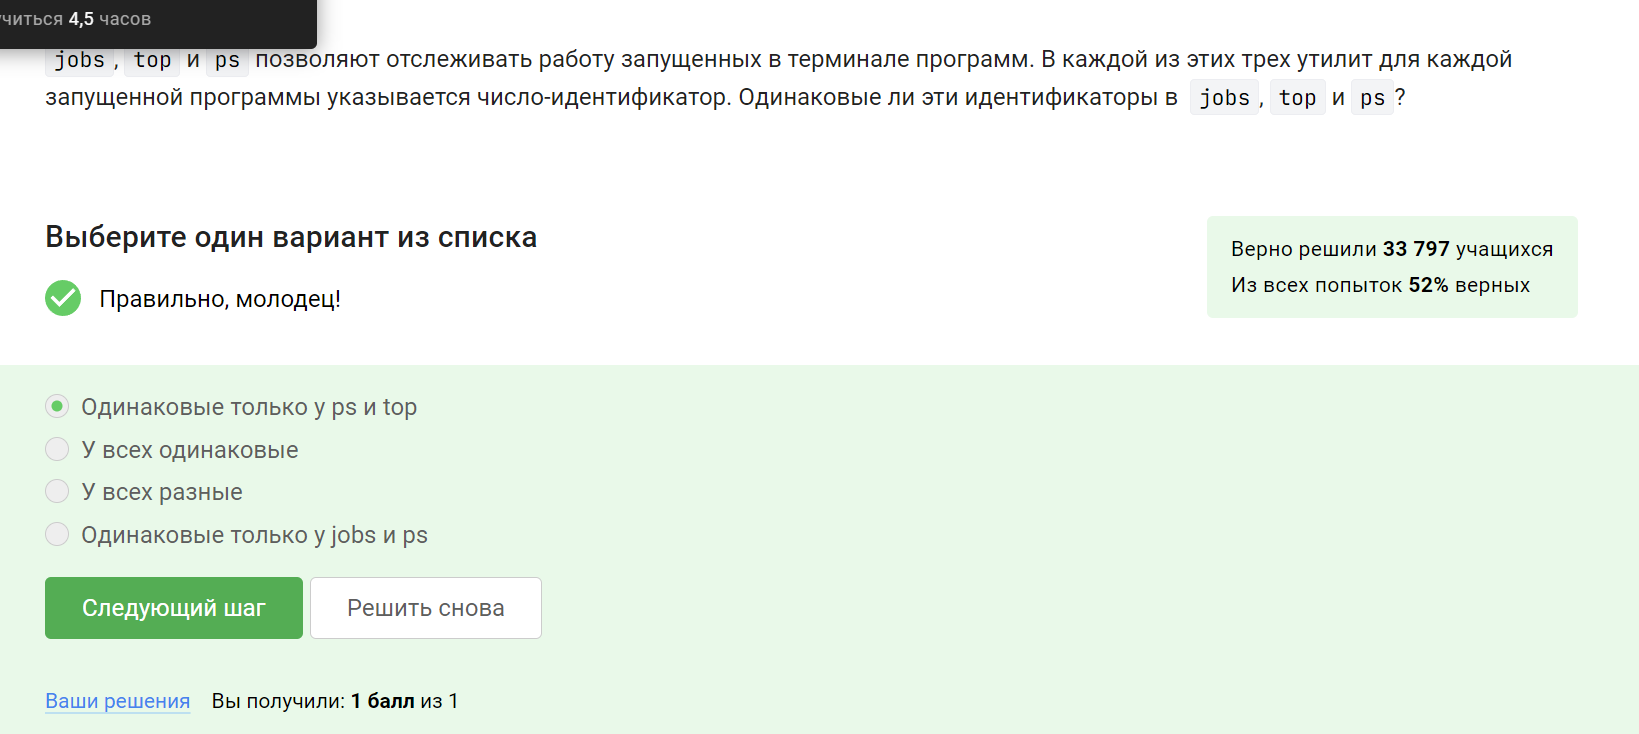 читься 4,5 часов
jobs, top и ps позволяют отслеживать работу запущенных в терминале программ. В каждой из этих трех утилит для каждой
запущенной программы указывается число-идентификатор. Одинаковые ли эти идентификаторы в jobs, top и ps?
Выберите один вариант из списка
Правильно, молодец!
Верно решили 33 797 учащихся
Из всех попыток 52% верных
Одинаковые только у ps и top
У всех одинаковые
У всех разные
Одинаковые только у jobs и ps
Следующий шаг
Решить снова
Ваши решения Вы получили: 1 балл из 1